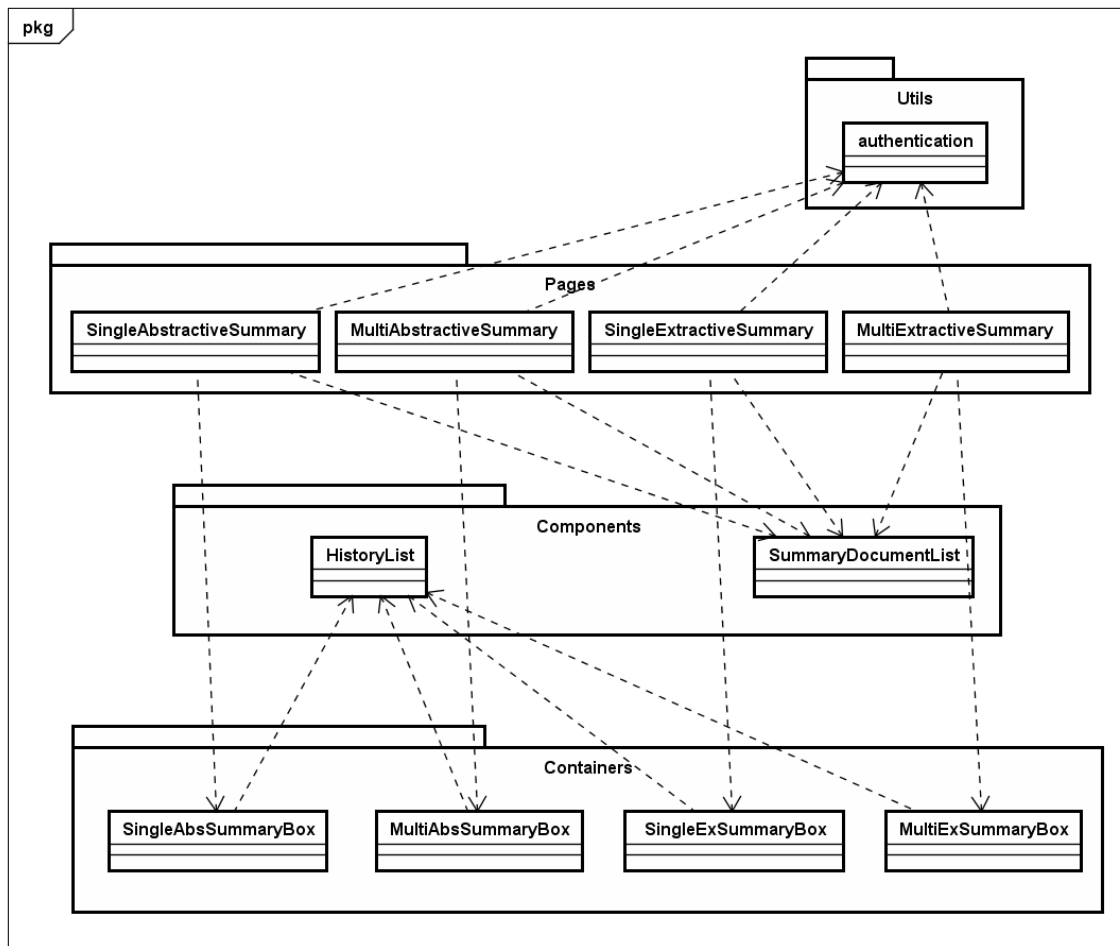 pkg
Utils
authentication
Pages
SingleAbstractiveSummary
MultiAbstractiveSummary
SingleExtractiveSummary
MultiExtractiveSummary
Components
HistoryList
SummaryDocumentList
Containers
SingleAbsSummaryBox
MultiAbsSummaryBox
SingleExSummaryBox
MultiExSummaryBox